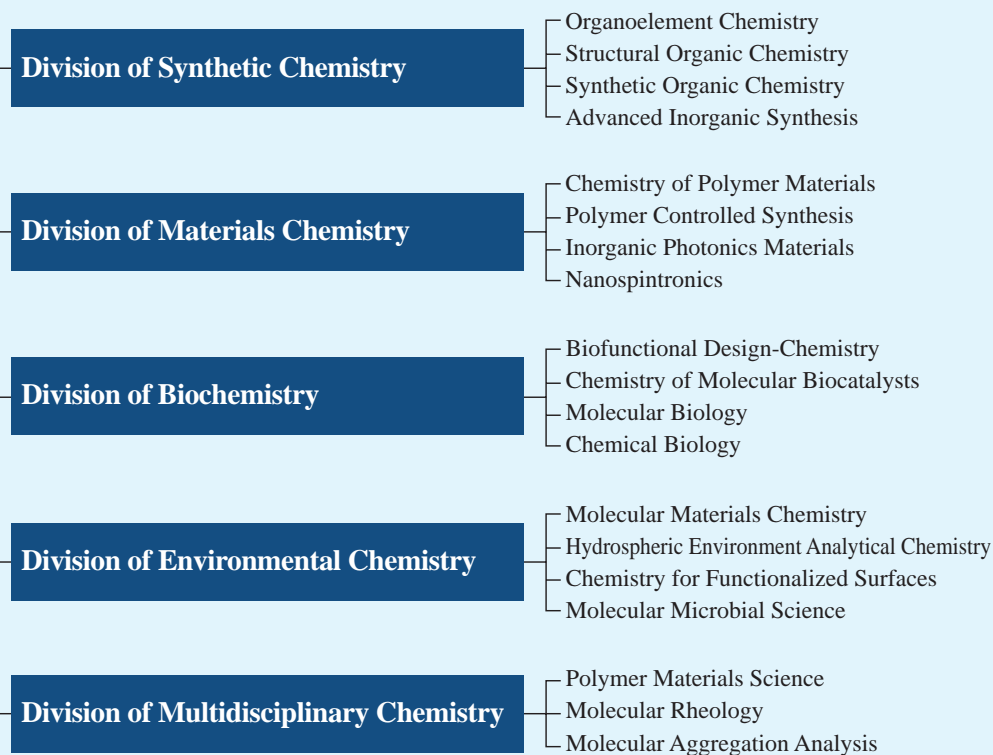 Division of Synthetic Chemistry
Organoelement Chemistry
Structural Organic Chemistry
Synthetic Organic Chemistry
Advanced Inorganic Synthesis
Division of Materials Chemistry
Chemistry of Polymer Materials
Polymer Controlled Synthesis
Inorganic Photonics Materials
Nanospintronics
Division of Biochemistry
Biofunctional Design-Chemistry
Chemistry of Molecular Biocatalysts
Molecular Biology
Chemical Biology
Division of Environmental Chemistry
Molecular Materials Chemistry
Hydrospheric Environment Analytical Chemistry
Chemistry for Functionalized Surfaces
Molecular Microbial Science
Division of Multidisciplinary Chemistry
Polymer Materials Science
Molecular Rheology
Molecular Aggregation Analysis